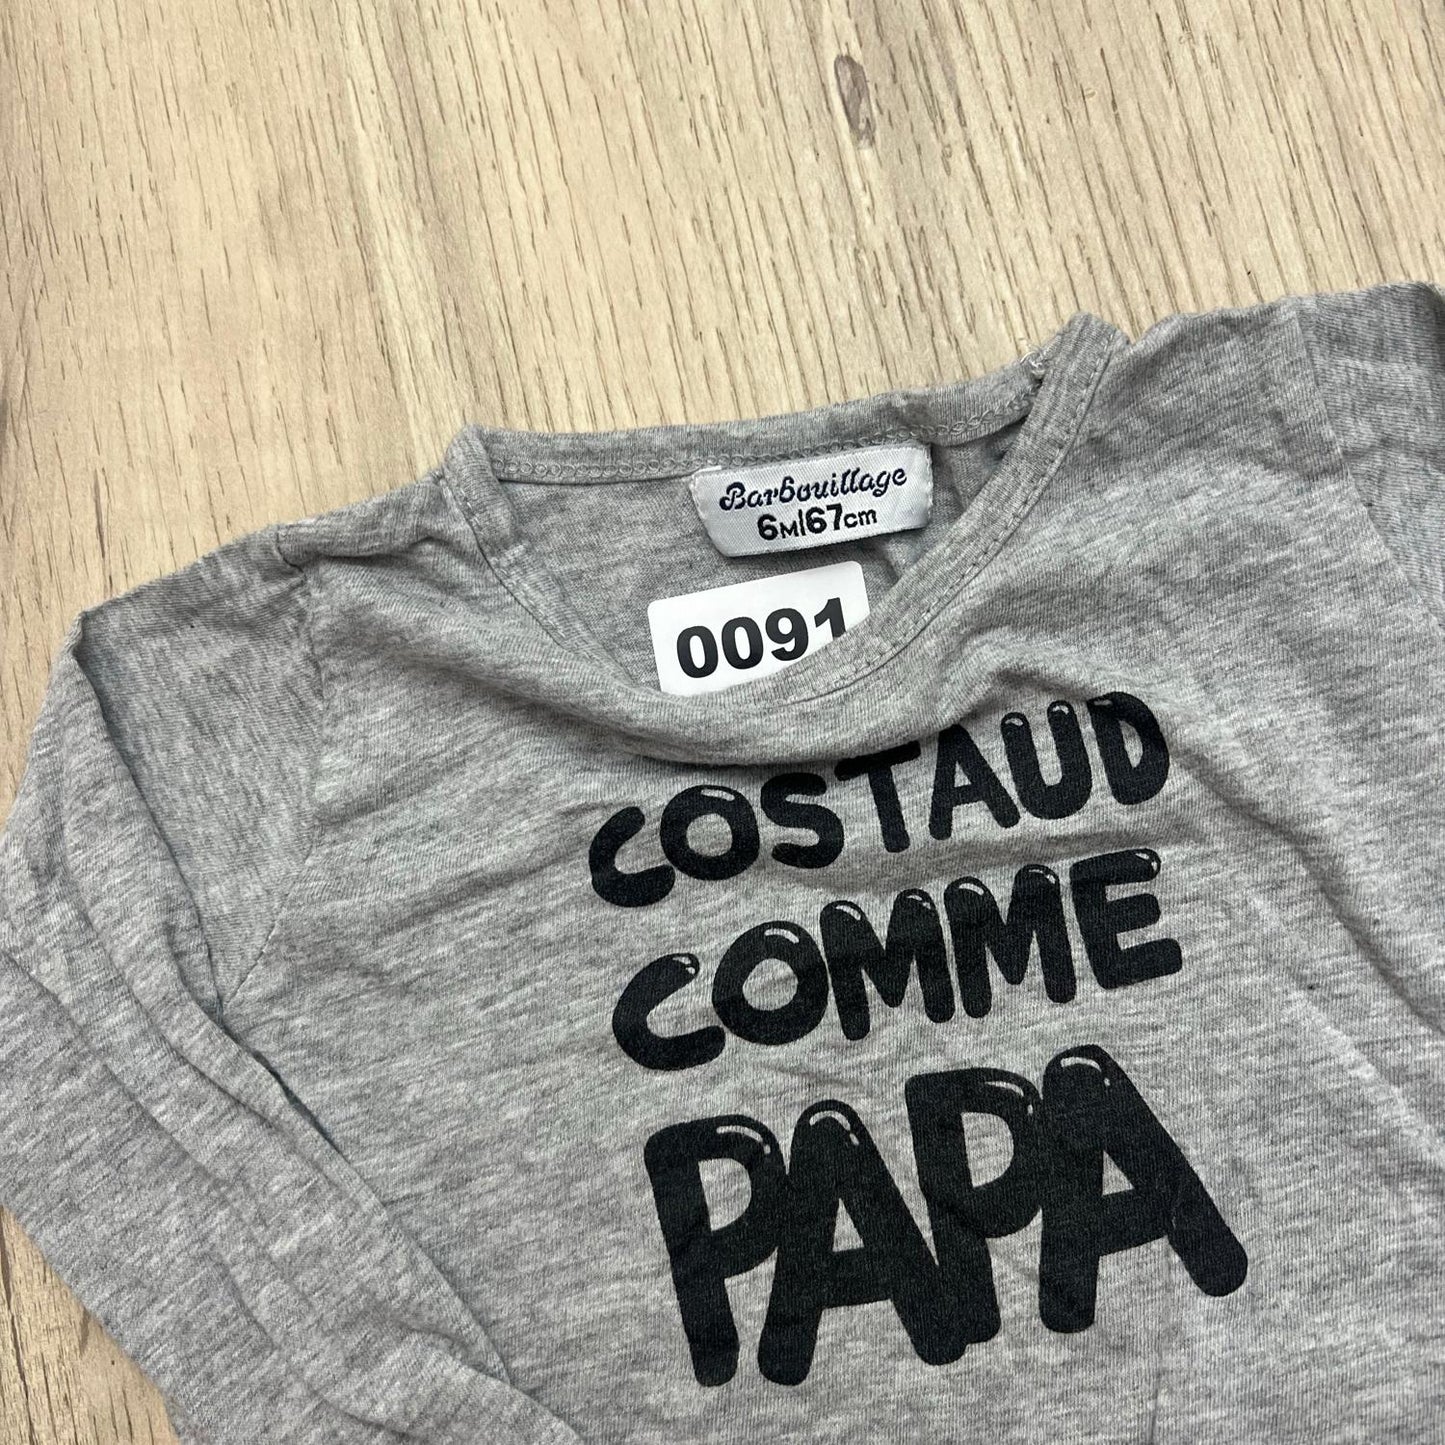 Barbouillage
6M|67cm
0091
COSTAUD
COMME
PAPA